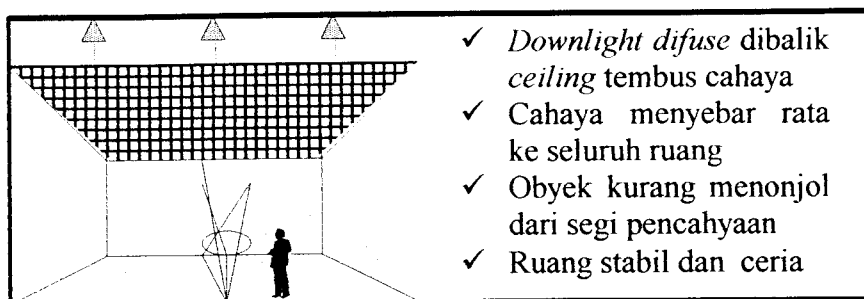 ✓ Downlight difuse dibalik
ceiling tembus cahaya
✓ Cahaya menyebar rata
ke seluruh ruang
✓ Obyek kurang menonjol
dari segi pencahyaan
✓ Ruang stabil dan ceria